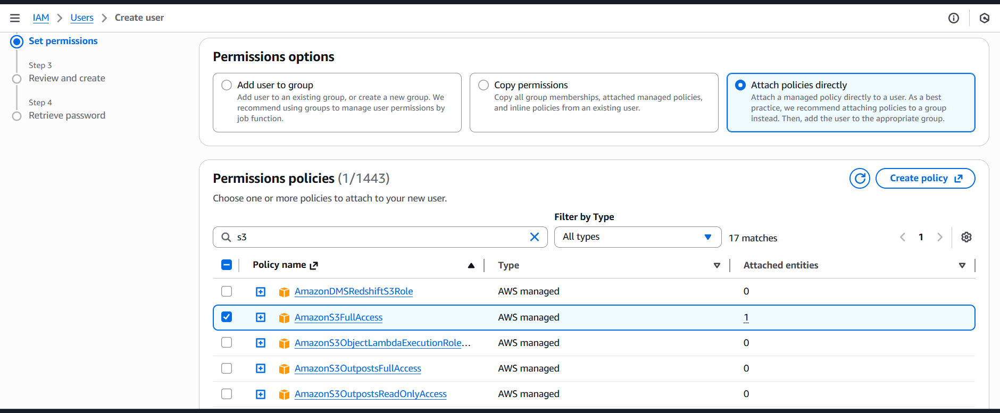 IAM > Users > Create user
Set permissions
Step 3
Review and create
Step 4
Retrieve password
Permissions options
Add user to group
Add user to an existing group, or create a new group. We
recommend using groups to manage user permissions by
job function.
Copy permissions
Copy all group memberships, attached managed policies,
and inline policies from an existing user.
Attach policies directly
Attach a managed policy directly to a user. As a best
practice, we recommend attaching policies to a group
instead. Then, add the user to the appropriate group.
Permissions policies (1/1443)
Create policy
Choose one or more policies to attach to your new user.
Filter by Type
s3
All types
17 matches
1
Policy name
Type
Attached entities
AmazonDMSRedshiftS3Role AWS managed 0
AmazonS3FullAccess AWS managed 1
AmazonS3ObjectLambdaExecutionRole... AWS managed 0
AmazonS3OutpostsFullAccess AWS managed 0
AmazonS3OutpostsReadOnlyAccess AWS managed 0